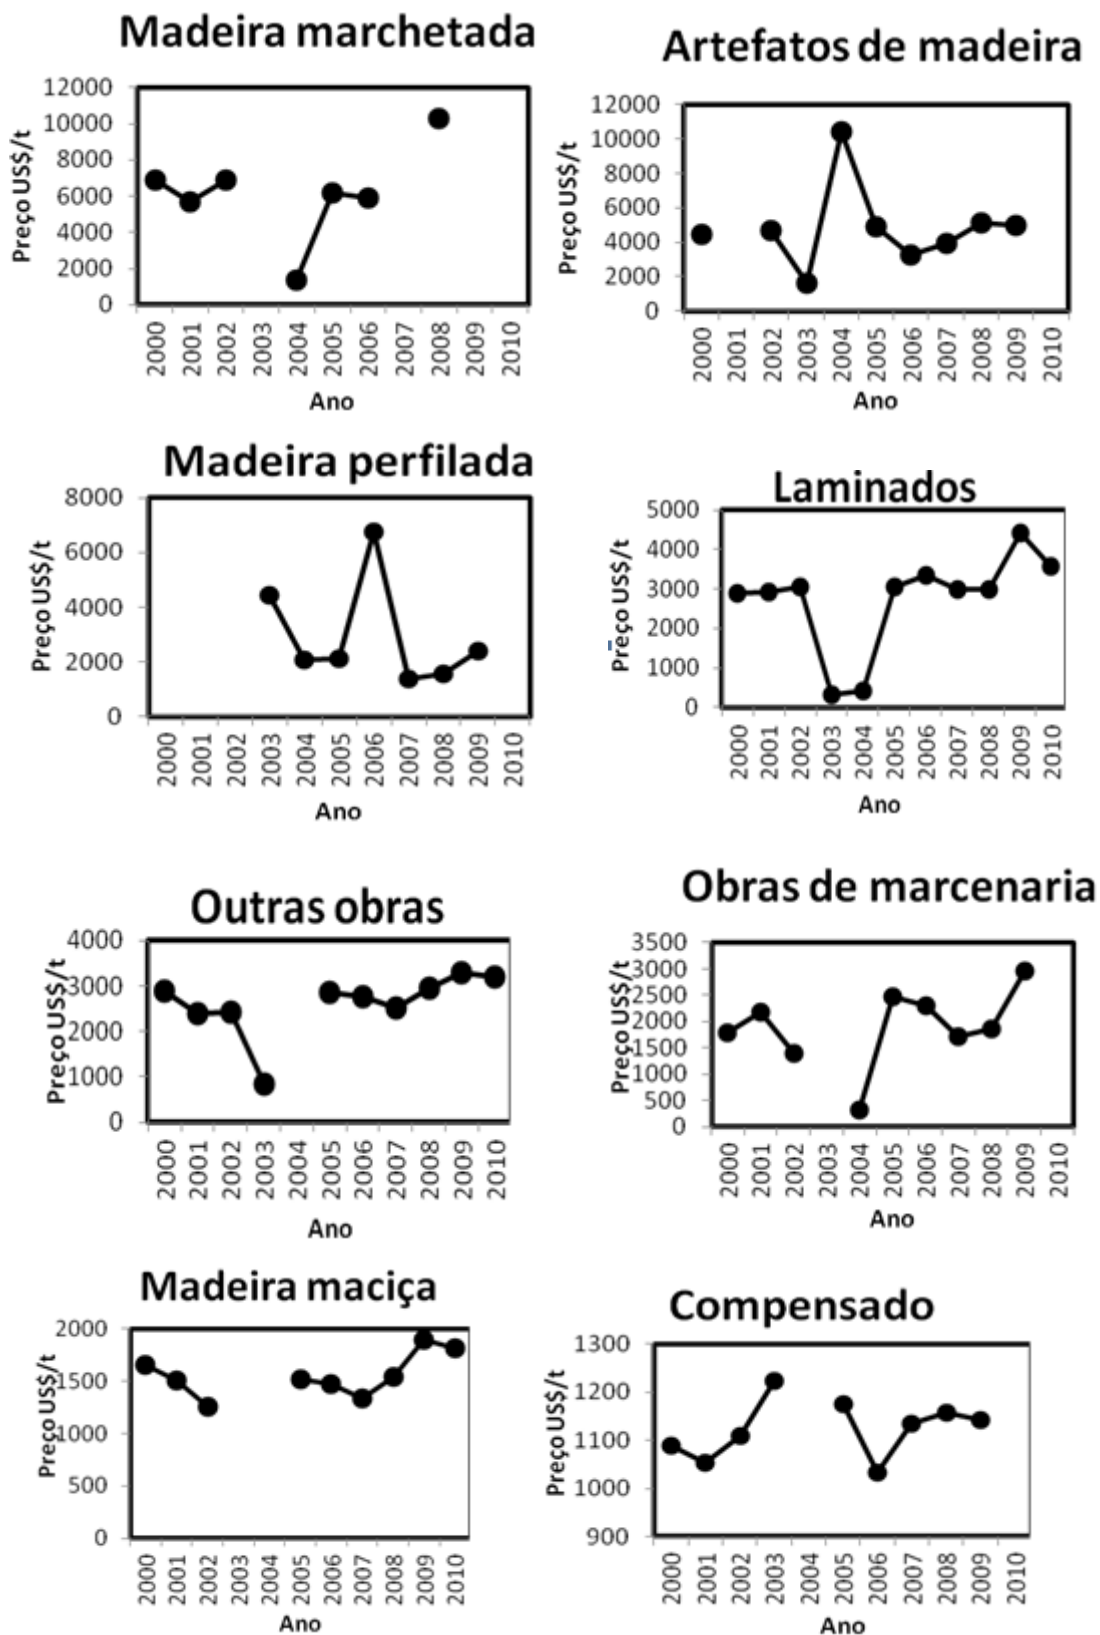 Madeira marchetada
12000
10000
8000
6000
4000
2000
0
Preço US$/t
2000 2001 2002 2003 2004 2005 2006 2007 2008 2009 2010
Ano
Artefatos de madeira
12000
10000
8000
6000
4000
2000
0
Preço US$/t
2000 2001 2002 2003 2004 2005 2006 2007 2008 2009 2010
Ano
Madeira perfilada
8000
6000
4000
2000
0
Preço US$/t
2000 2001 2002 2003 2004 2005 2006 2007 2008 2009 2010
Ano
Laminados
5000
4000
3000
2000
1000
0
Preço US$/t
2000 2001 2002 2003 2004 2005 2006 2007 2008 2009 2010
Ano
Outras obras
4000
3000
2000
1000
0
Preço US$/t
2000 2001 2002 2003 2004 2005 2006 2007 2008 2009 2010
Ano
Obras de marcenaria
3500
3000
2500
2000
1500
1000
500
0
Preço US$/t
2000 2001 2002 2003 2004 2005 2006 2007 2008 2009 2010
Ano
Madeira maciça
2000
1500
1000
500
0
Preço US$/t
2000 2001 2002 2003 2004 2005 2006 2007 2008 2009 2010
Ano
Compensado
1300
1200
1100
1000
900
Preço US$/t
2000 2001 2002 2003 2004 2005 2006 2007 2008 2009 2010
Ano